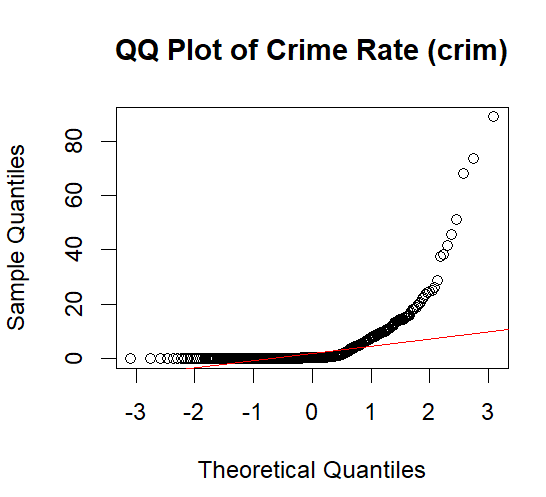 QQ Plot of Crime Rate (crim)
Sample Quantiles
80
60
40
20
0
-3 -2 -1 0 1 2 3
Theoretical Quantiles